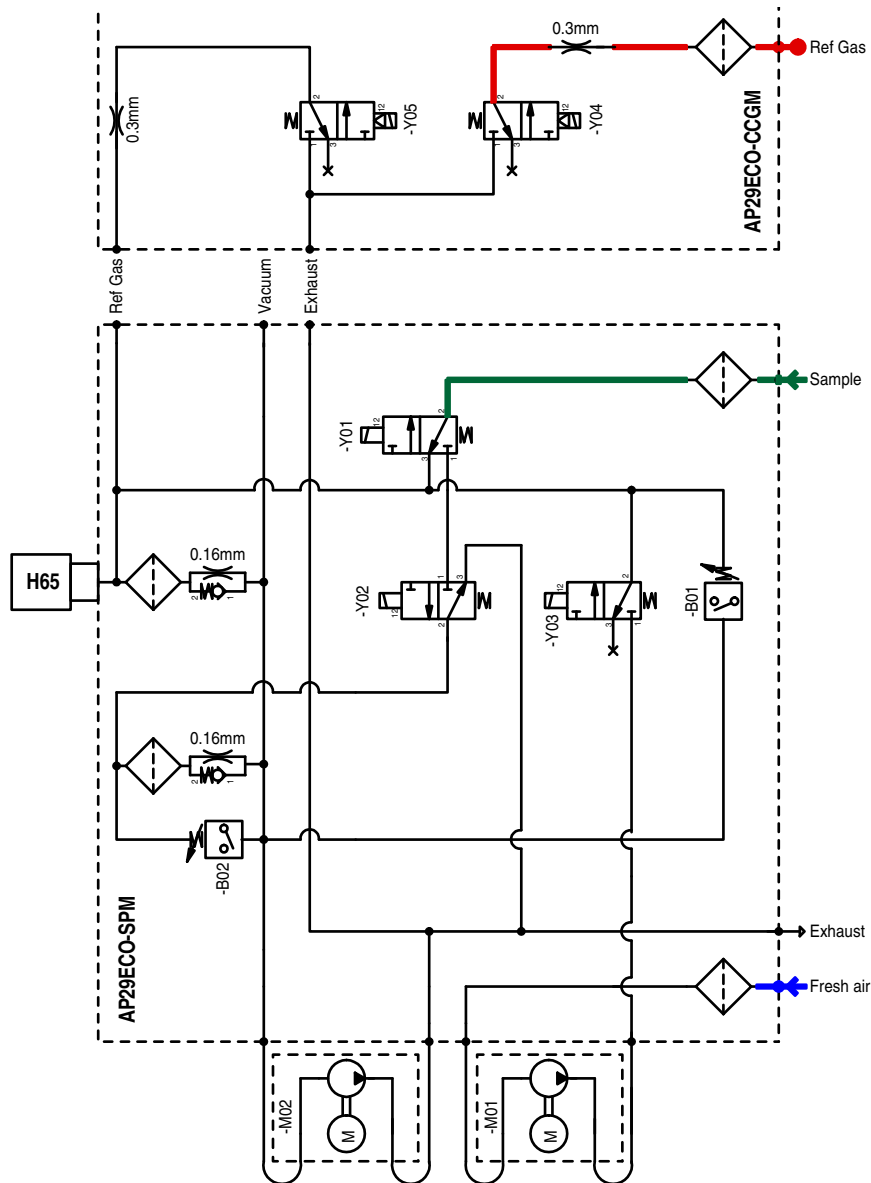 0.3mm
Ref Gas
2
12
1
3
-Y05
2
12
1
3
-Y04
0.3mm
AP29ECO-CCGM
Ref Gas
Vacuum
Exhaust
Sample
-Y01
12
2
3
1
H65
0.16mm
2
1
-Y02
12
1
3
2
-Y03
12
2
3
1
-B01
0.16mm
2
1
-B02
AP29ECO-SPM
Exhaust
Fresh air
-M02
M
-M01
M